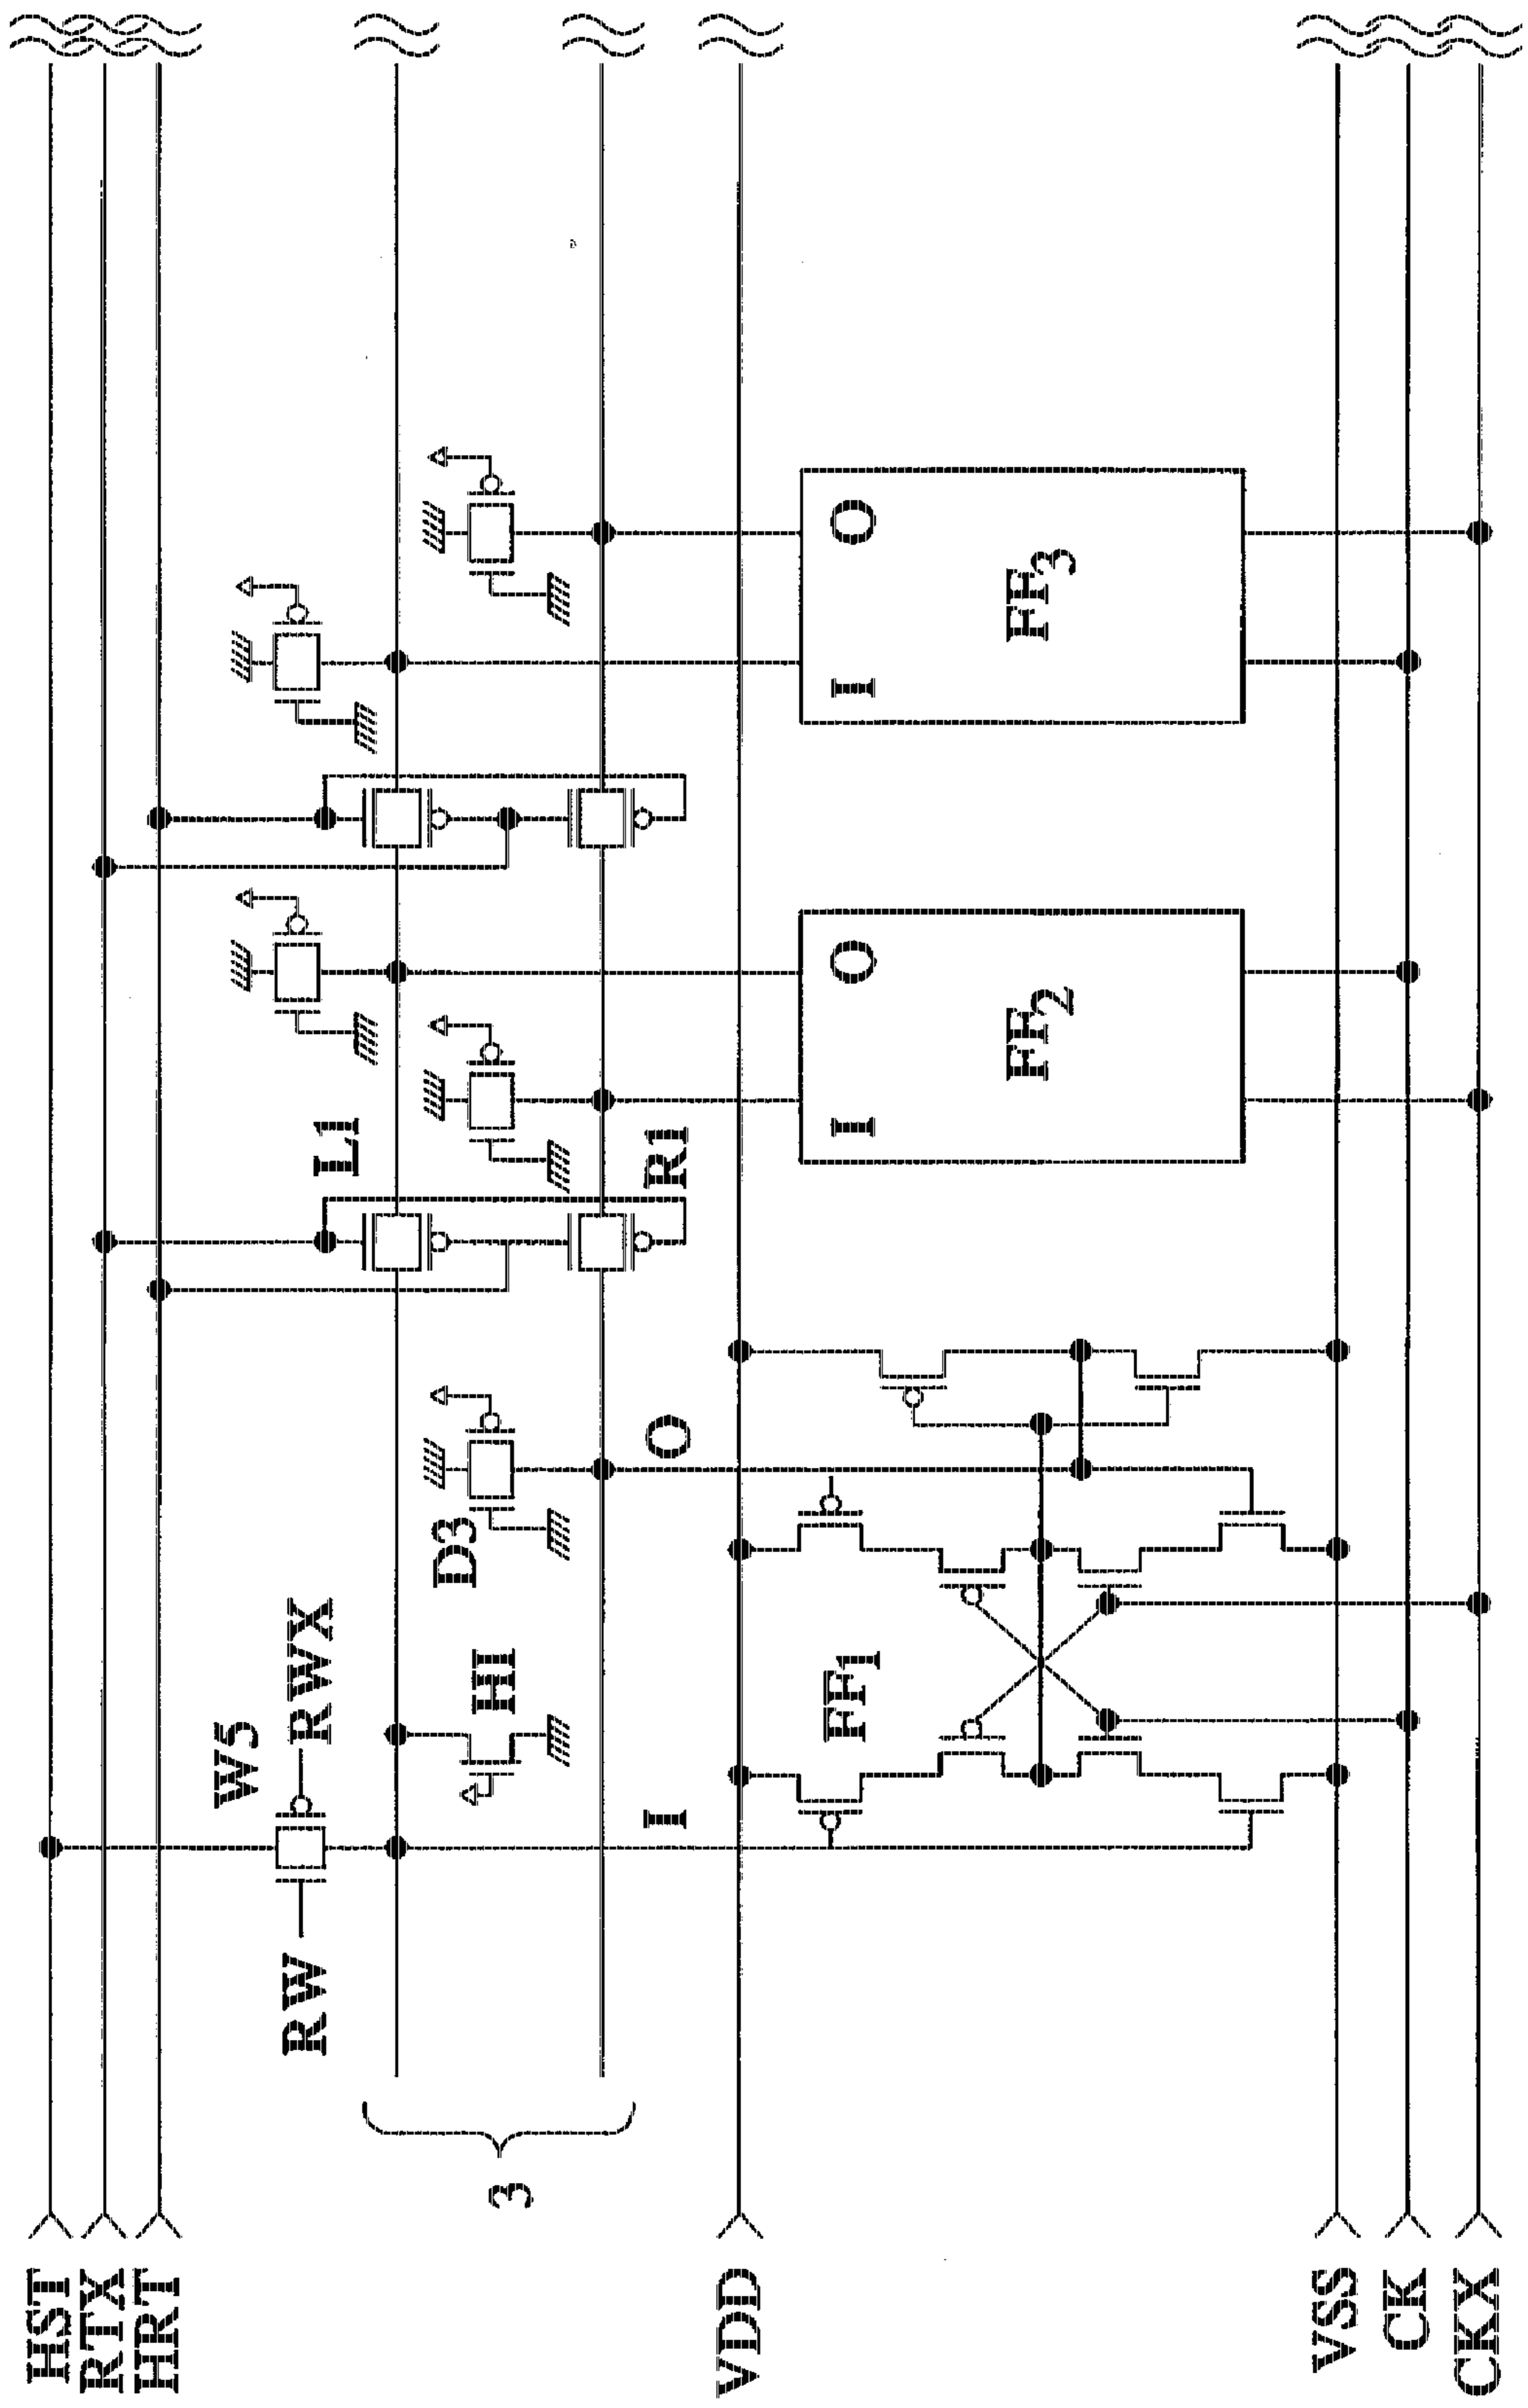 HST
RTX
HRT
VDD
VSS
CK
CKX
3
RW
W5
RWX
HI
D3
I
O
L1
R1
FF1
I
O
FF2
I
O
FF3